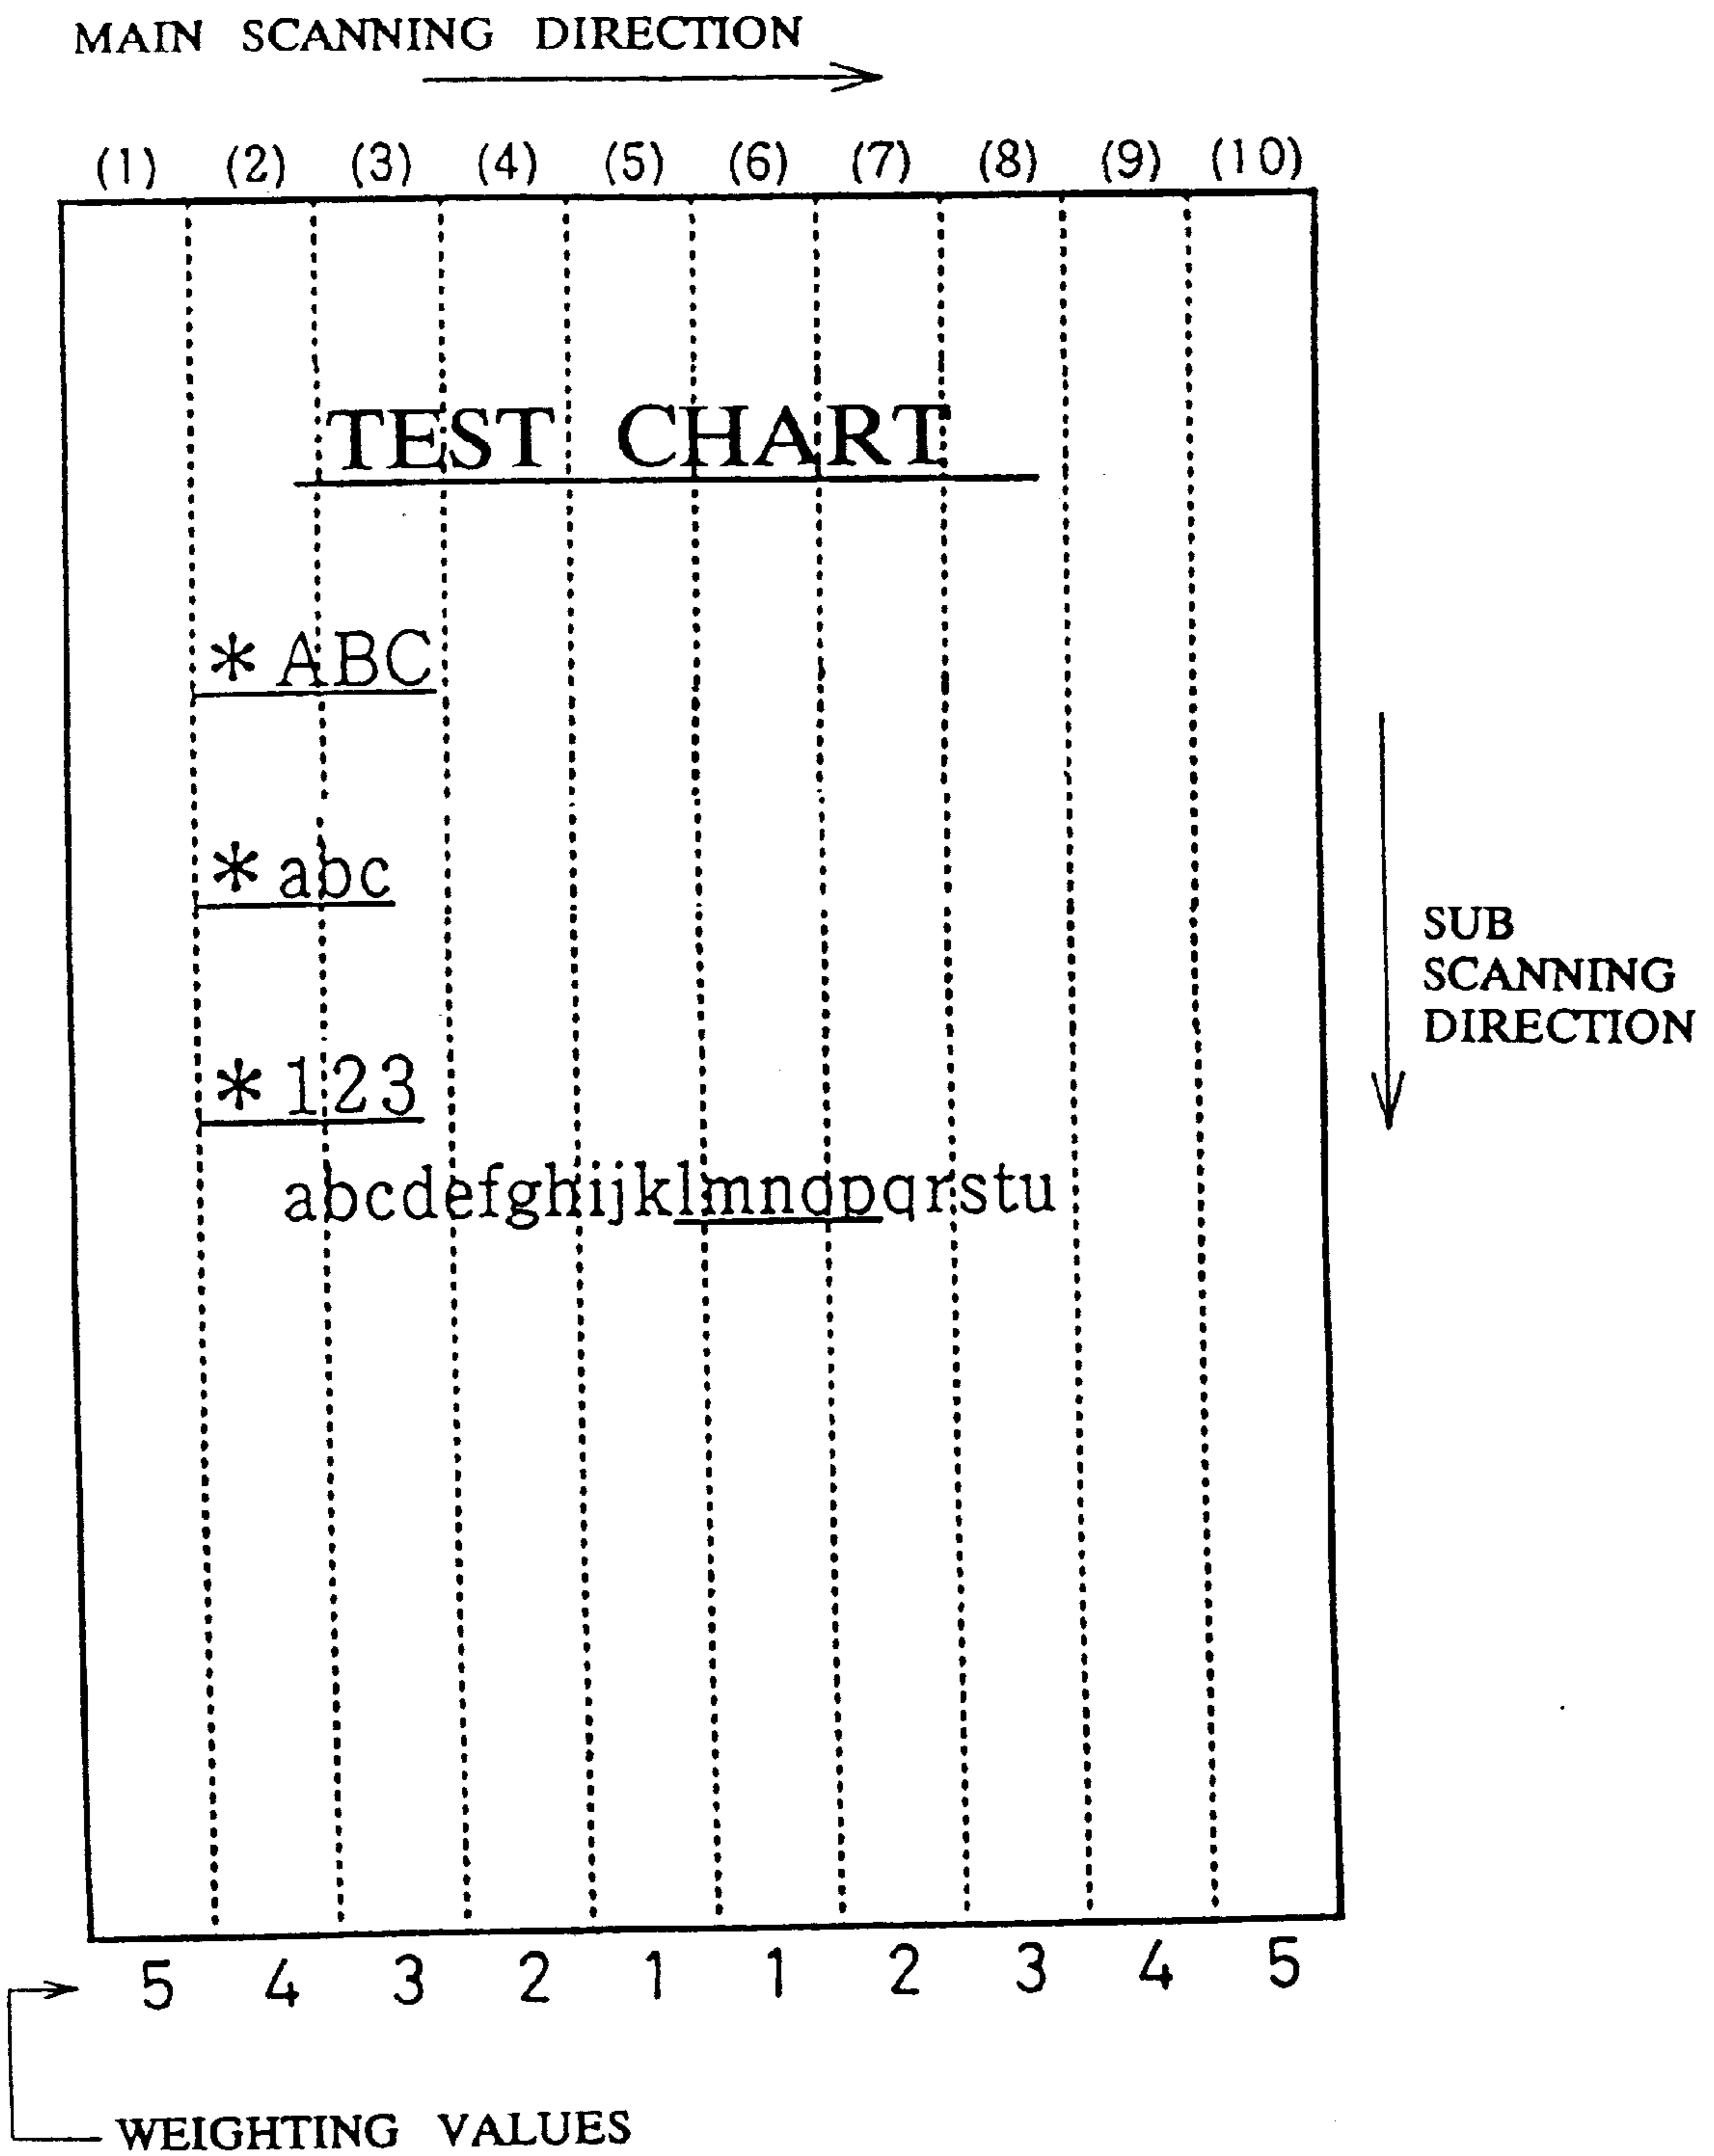 MAIN SCANNING DIRECTION
(1) (2) (3) (4) (5) (6) (7) (8) (9) (10)
TEST CHART
* ABC
* abc
* 123
abcdefghijklmnopqrstu
SUB
SCANNING
DIRECTION
5 4 3 2 1 1 2 3 4 5
WEIGHTING VALUES